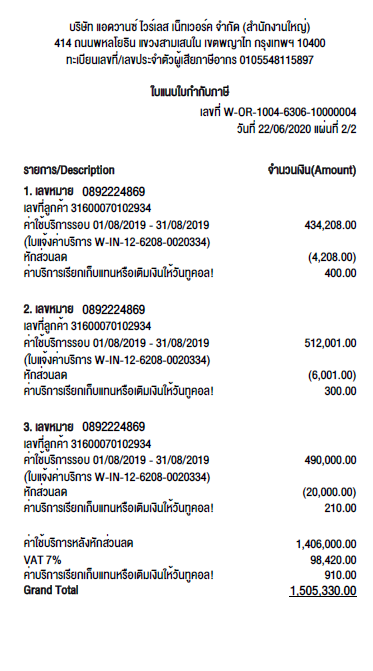 บริษัท แอดวานซ์ ไวร์เลส เน็ทเวอร์ค จำกัด (สำนักงานใหญ่)
414 ถนนพหลโยธิน แขวงสามเสนใน เขตพญาไท กรุงเทพฯ 10400
ทะเบียนเลขที่/เลขประจำตัวผู้เสียภาษีอากร 0105548115897
ใบแนบใบกำกับภาษี
เลขที่ W-OR-1004-6306-10000004
วันที่ 22/06/2020 แผ่นที่ 2/2
รายการ/Description จำนวนเงิน(Amount)
1. เลขหมาย 0892224869
เลขที่ลูกค้า 31600070102934
ค่าใช้บริการรอบ 01/08/2019 - 31/08/2019 434,208.00
(ใบแจ้งค่าบริการ W-IN-12-6208-0020334)
หักส่วนลด (4,208.00)
ค่าบริการเรียกเก็บแทนหรือเติมเงินให้วันทูคอล! 400.00
2. เลขหมาย 0892224869
เลขที่ลูกค้า 31600070102934
ค่าใช้บริการรอบ 01/08/2019 - 31/08/2019 512,001.00
(ใบแจ้งค่าบริการ W-IN-12-6208-0020334)
หักส่วนลด (6,001.00)
ค่าบริการเรียกเก็บแทนหรือเติมเงินให้วันทูคอล! 300.00
3. เลขหมาย 0892224869
เลขที่ลูกค้า 31600070102934
ค่าใช้บริการรอบ 01/08/2019 - 31/08/2019 490,000.00
(ใบแจ้งค่าบริการ W-IN-12-6208-0020334)
หักส่วนลด (20,000.00)
ค่าบริการเรียกเก็บแทนหรือเติมเงินให้วันทูคอล! 210.00
ค่าใช้บริการหลังหักส่วนลด 1,406,000.00
VAT 7% 98,420.00
ค่าบริการเรียกเก็บแทนหรือเติมเงินให้วันทูคอล! 910.00
Grand Total 1,505,330.00